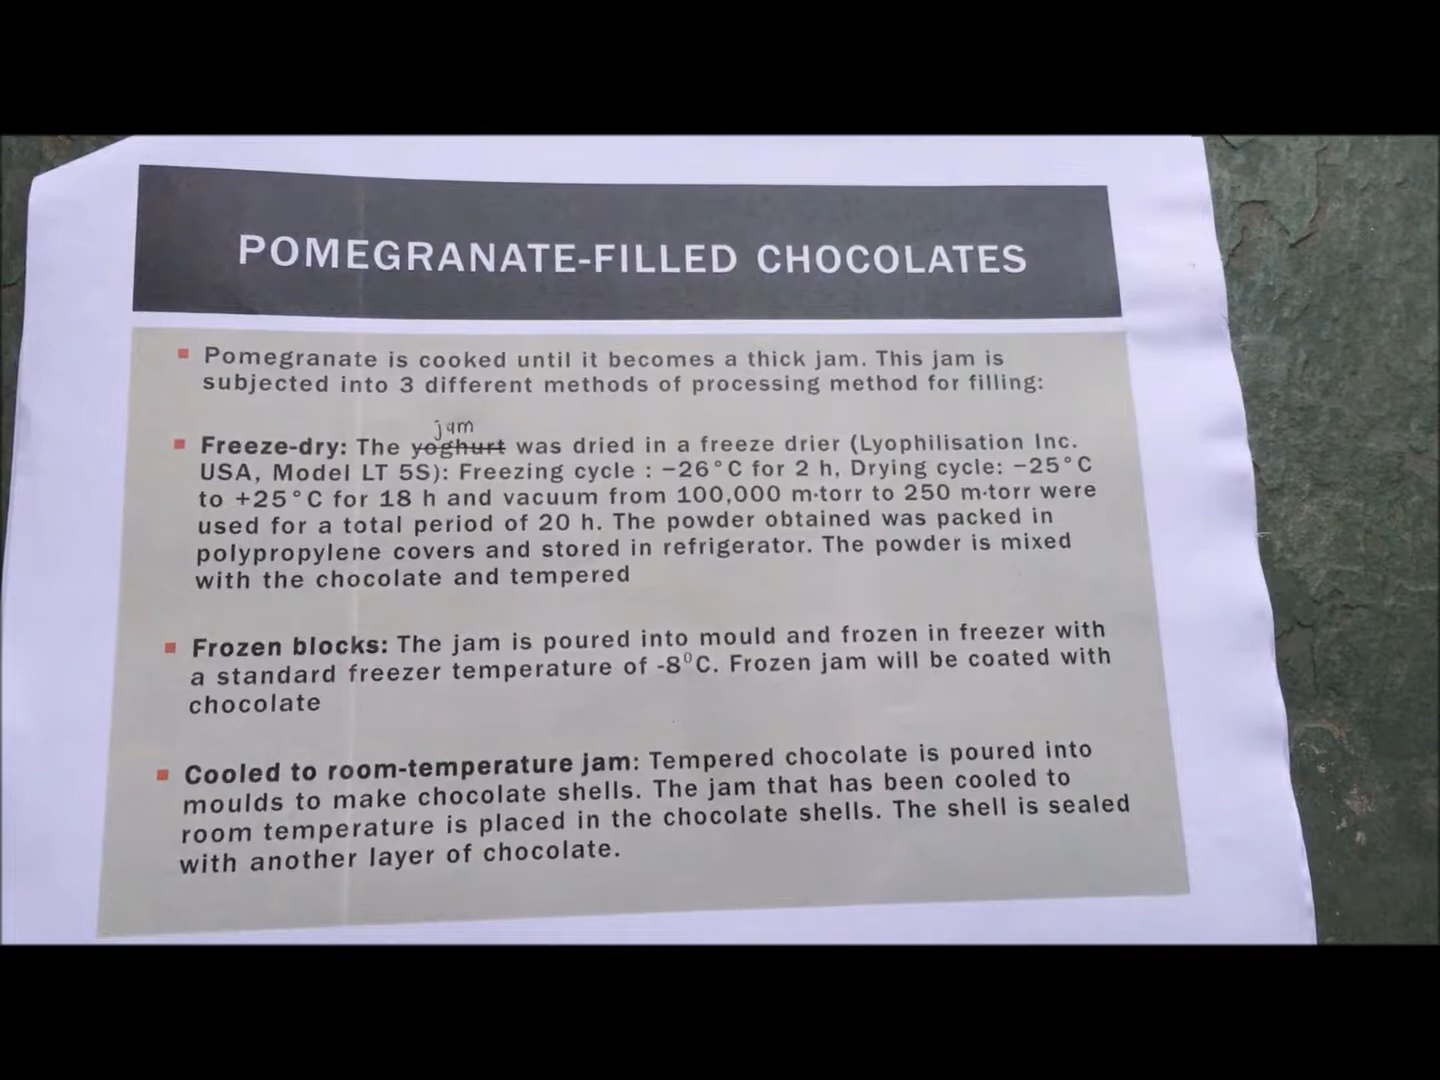 POMEGRANATE-FILLED CHOCOLATES
Pomegranate is cooked until it becomes a thick jam. This jam is
subjected into 3 different methods of processing method for filling:
jam
Freeze-dry: The yoghurt was dried in a freeze drier (Lyophilisation Inc.
USA, Model LT 5S): Freezing cycle : −26°C for 2 h, Drying cycle: −25°C
to +25°C for 18 h and vacuum from 100,000 m·torr to 250 m·torr were
used for a total period of 20 h. The powder obtained was packed in
polypropylene covers and stored in refrigerator. The powder is mixed
with the chocolate and tempered
Frozen blocks: The jam is poured into mould and frozen in freezer with
a standard freezer temperature of -8⁰C. Frozen jam will be coated with
chocolate
Cooled to room-temperature jam: Tempered chocolate is poured into
moulds to make chocolate shells. The jam that has been cooled to
room temperature is placed in the chocolate shells. The shell is sealed
with another layer of chocolate.